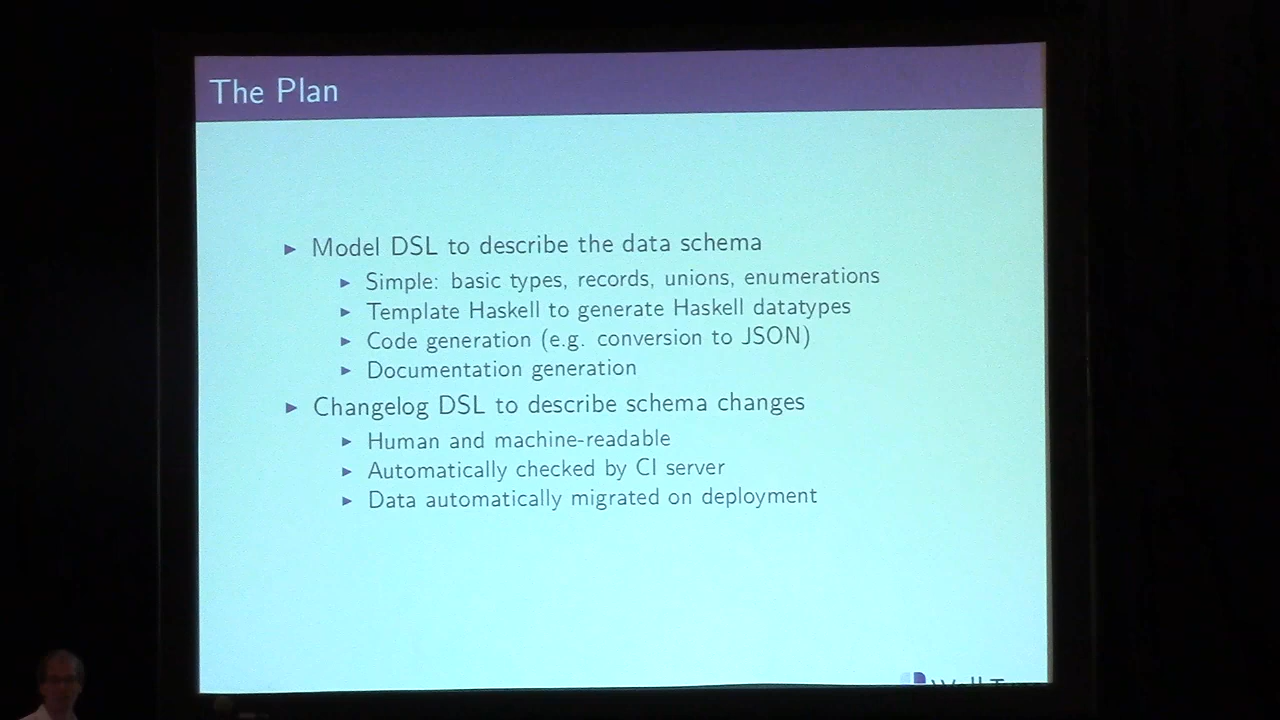 The Plan
Model DSL to describe the data schema
Simple: basic types, records, unions, enumerations
Template Haskell to generate Haskell datatypes
Code generation (e.g. conversion to JSON)
Documentation generation
Changelog DSL to describe schema changes
Human and machine-readable
Automatically checked by CI server
Data automatically migrated on deployment